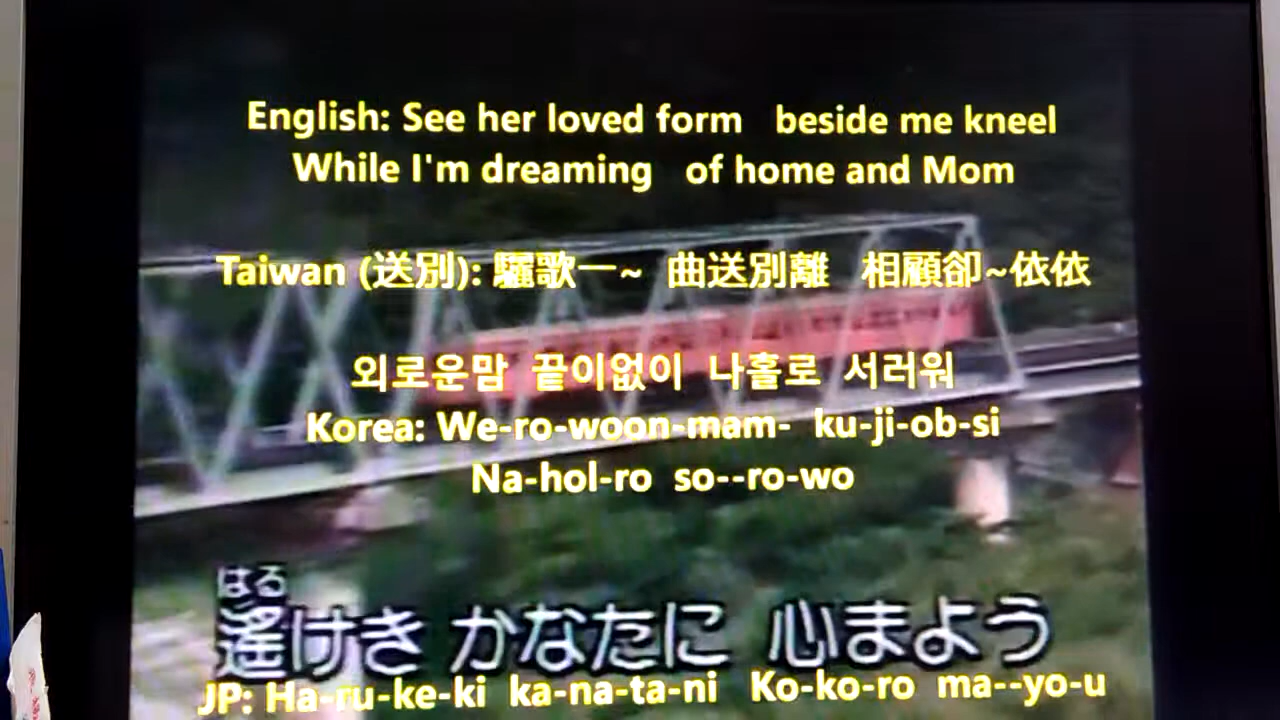 English: See her loved form beside me kneel
While I'm dreaming of home and Mom
Taiwan (送別): 驪歌一~ 曲送別離 相顧卻~依依
외로운맘 끝이없이 나홀로 서러워
Korea: We-ro-woon-mam- ku-ji-ob-si
Na-hol-ro so--ro-wo
はる
遙けき かなたに 心まよう
JP: Ha-ru-ke-ki ka-na-ta-ni Ko-ko-ro ma--yo-u